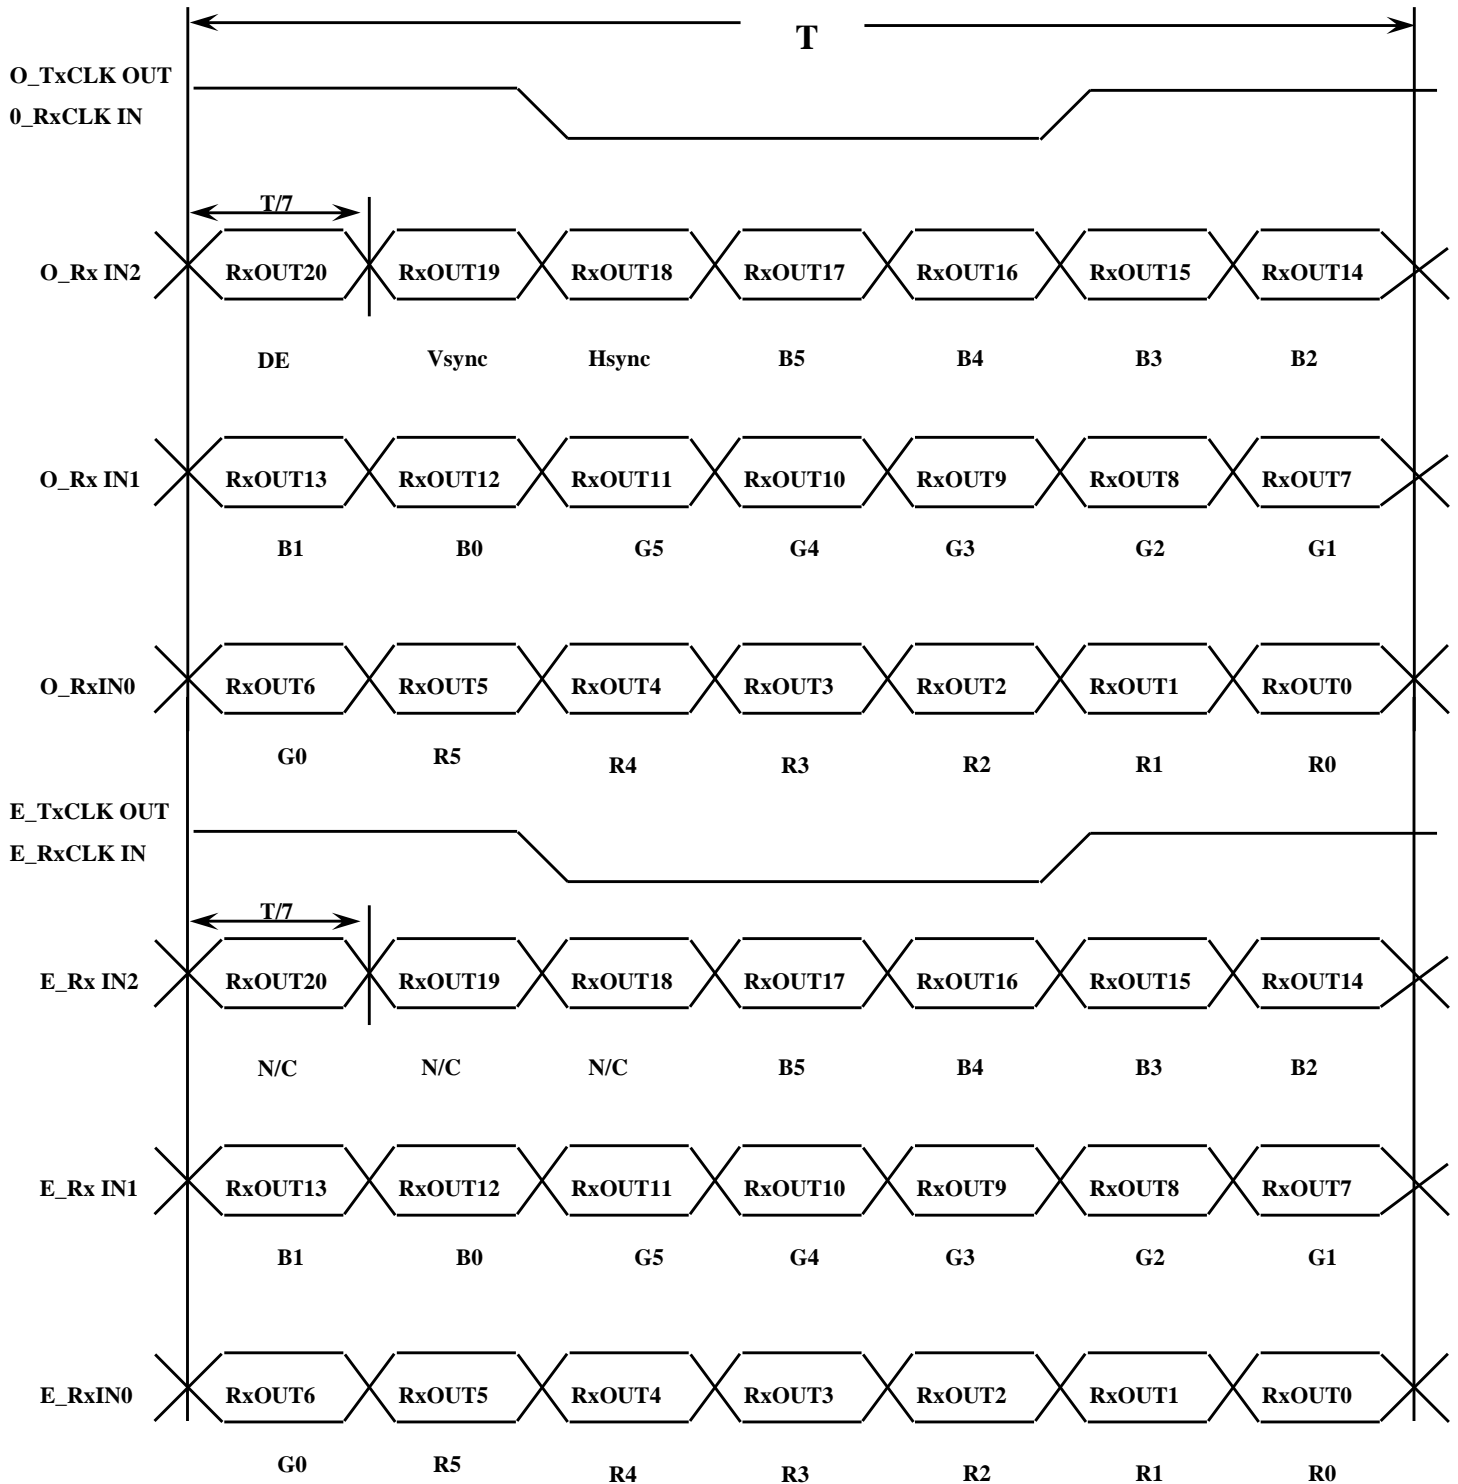 T
O_TxCLK OUT
0_RxCLK IN
T/7
O_Rx IN2 RxOUT20 RxOUT19 RxOUT18 RxOUT17 RxOUT16 RxOUT15 RxOUT14
DE Vsync Hsync B5 B4 B3 B2
O_Rx IN1 RxOUT13 RxOUT12 RxOUT11 RxOUT10 RxOUT9 RxOUT8 RxOUT7
B1 B0 G5 G4 G3 G2 G1
O_RxIN0 RxOUT6 RxOUT5 RxOUT4 RxOUT3 RxOUT2 RxOUT1 RxOUT0
G0 R5 R4 R3 R2 R1 R0
E_TxCLK OUT
E_RxCLK IN
T/7
E_Rx IN2 RxOUT20 RxOUT19 RxOUT18 RxOUT17 RxOUT16 RxOUT15 RxOUT14
N/C N/C N/C B5 B4 B3 B2
E_Rx IN1 RxOUT13 RxOUT12 RxOUT11 RxOUT10 RxOUT9 RxOUT8 RxOUT7
B1 B0 G5 G4 G3 G2 G1
E_RxIN0 RxOUT6 RxOUT5 RxOUT4 RxOUT3 RxOUT2 RxOUT1 RxOUT0
G0 R5 R4 R3 R2 R1 R0